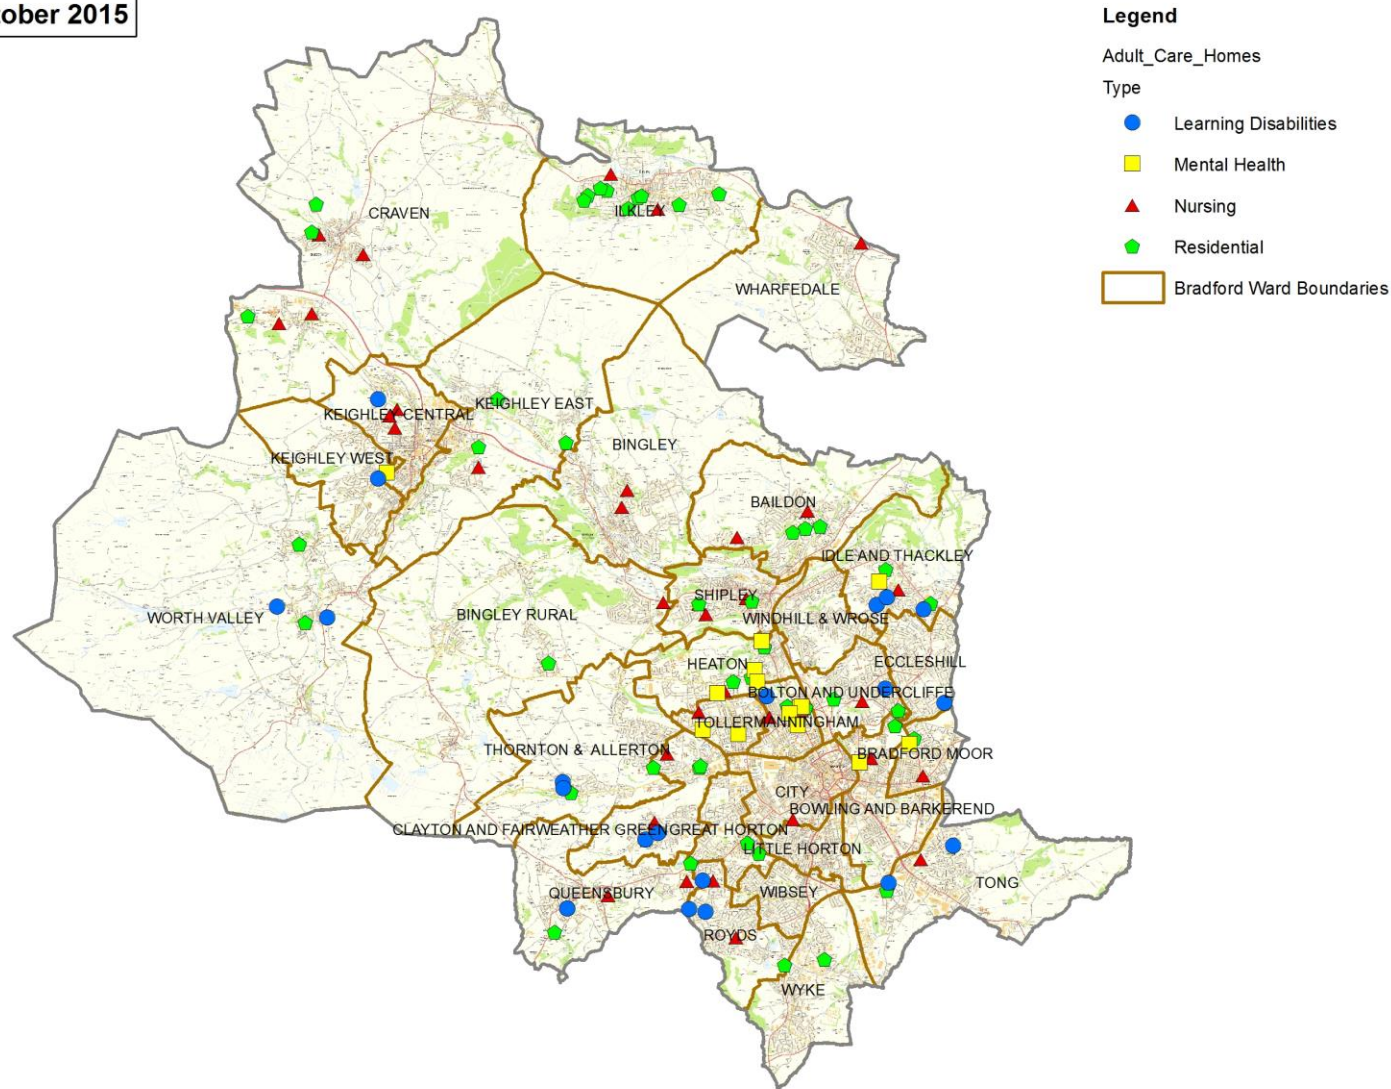 tober 2015
Legend
Adult_Care_Homes
Type
Learning Disabilities
Mental Health
Nursing
Residential
Bradford Ward Boundaries
CRAVEN
ILKLEY
WHARFEDALE
KEIGHLEY CENTRAL
KEIGHLEY EAST
BINGLEY
KEIGHLEY WEST
BAILDON
IDLE AND THACKLEY
SHIPLEY
WORTH VALLEY
BINGLEY RURAL
WINDHILL & WROSE
HEATON
ECCLESHILL
BOLTON AND UNDERCLIFFE
TOLLER
MANNINGHAM
THORNTON & ALLERTON
BRADFORD MOOR
CITY
BOWLING AND BARKEREND
CLAYTON AND FAIRWEATHER GREEN
GREAT HORTON
LITTLE HORTON
TONG
QUEENSBURY
WIBSEY
ROYDS
WYKE